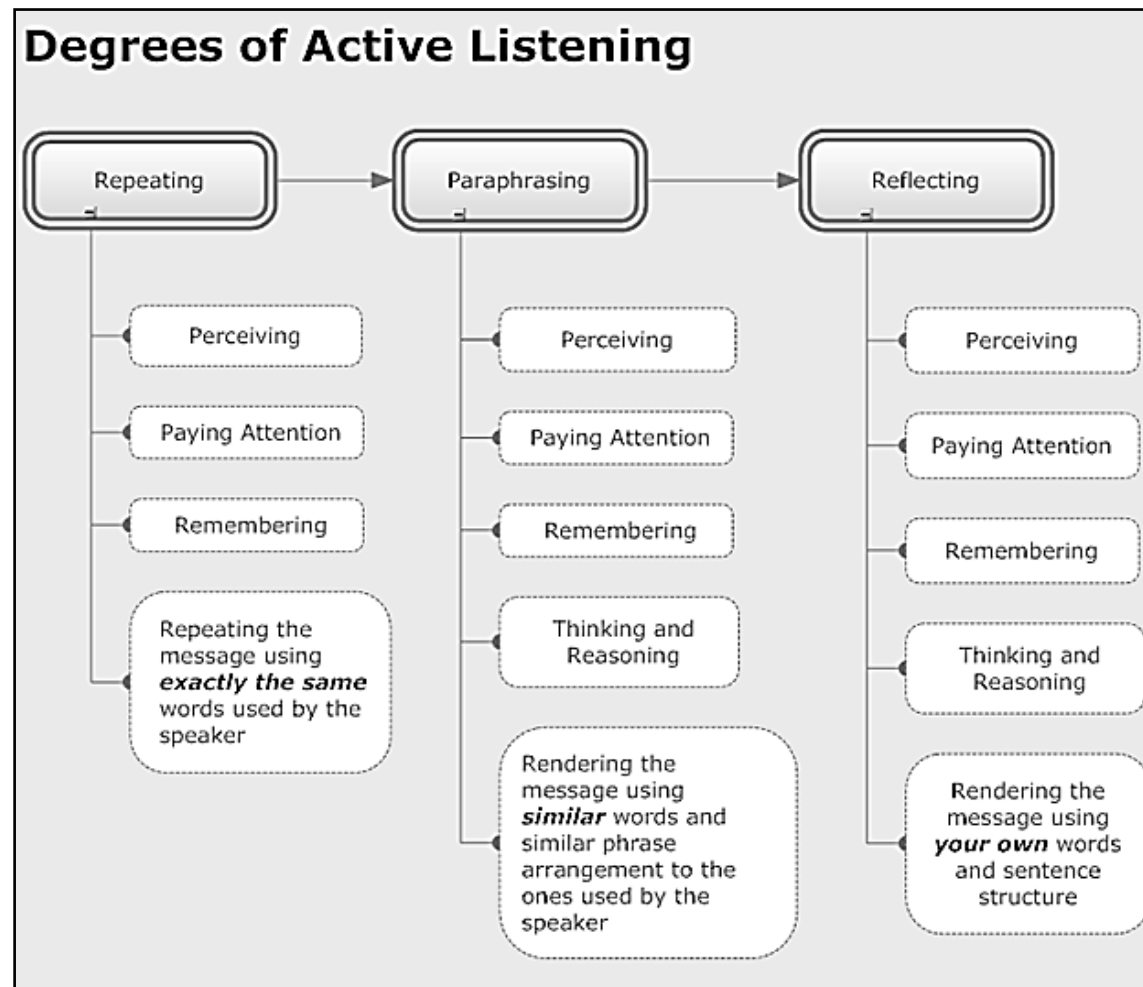 Degrees of Active Listening
Repeating
Paraphrasing
Reflecting
Perceiving
Paying Attention
Remembering
Repeating the
message using
exactly the same
words used by the
speaker
Perceiving
Paying Attention
Remembering
Thinking and
Reasoning
Rendering the
message using
similar words and
similar phrase
arrangement to the
ones used by the
speaker
Perceiving
Paying Attention
Remembering
Thinking and
Reasoning
Rendering the
message using
your own words
and sentence
structure